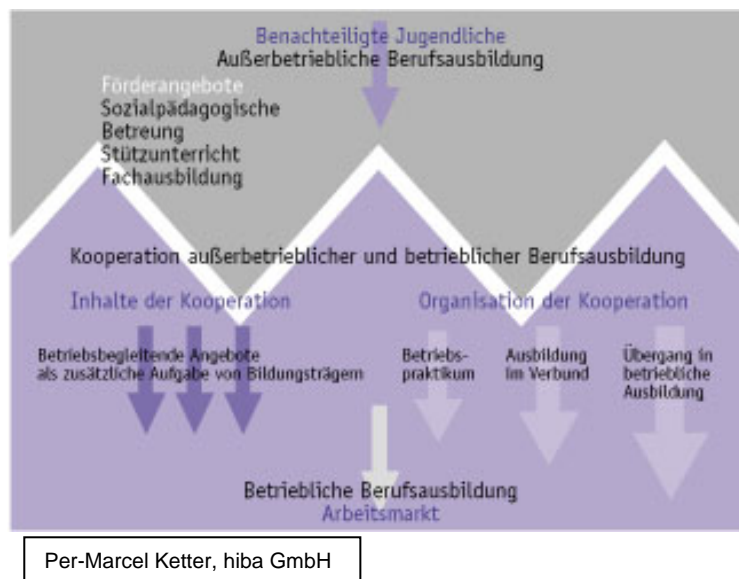 Benachteiligte Jugendliche
Außerbetriebliche Berufsausbildung
Förderangebote
Sozialpädagogische
Betreung
Stützunterricht
Fachausbildung
Kooperation außerbetrieblicher und betrieblicher Berufsausbildung
Inhalte der Kooperation
Organisation der Kooperation
Betriebsbegleitende Angebote
als zusätzliche Aufgabe von Bildungsträgern
Betriebs-
praktikum
Ausbildung
im Verbund
Übergang in
betriebliche
Ausbildung
Betriebliche Berufsausbildung
Arbeitsmarkt
Per-Marcel Ketter, hiba GmbH